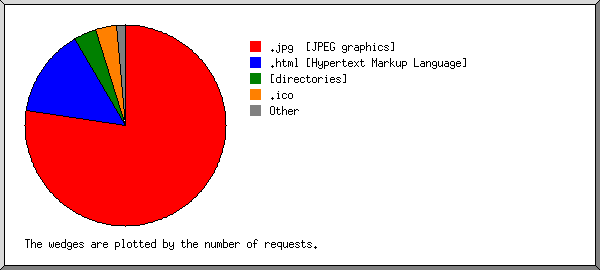 .jpg [JPEG graphics]
.html [Hypertext Markup Language]
[directories]
.ico
Other
The wedges are plotted by the number of requests.